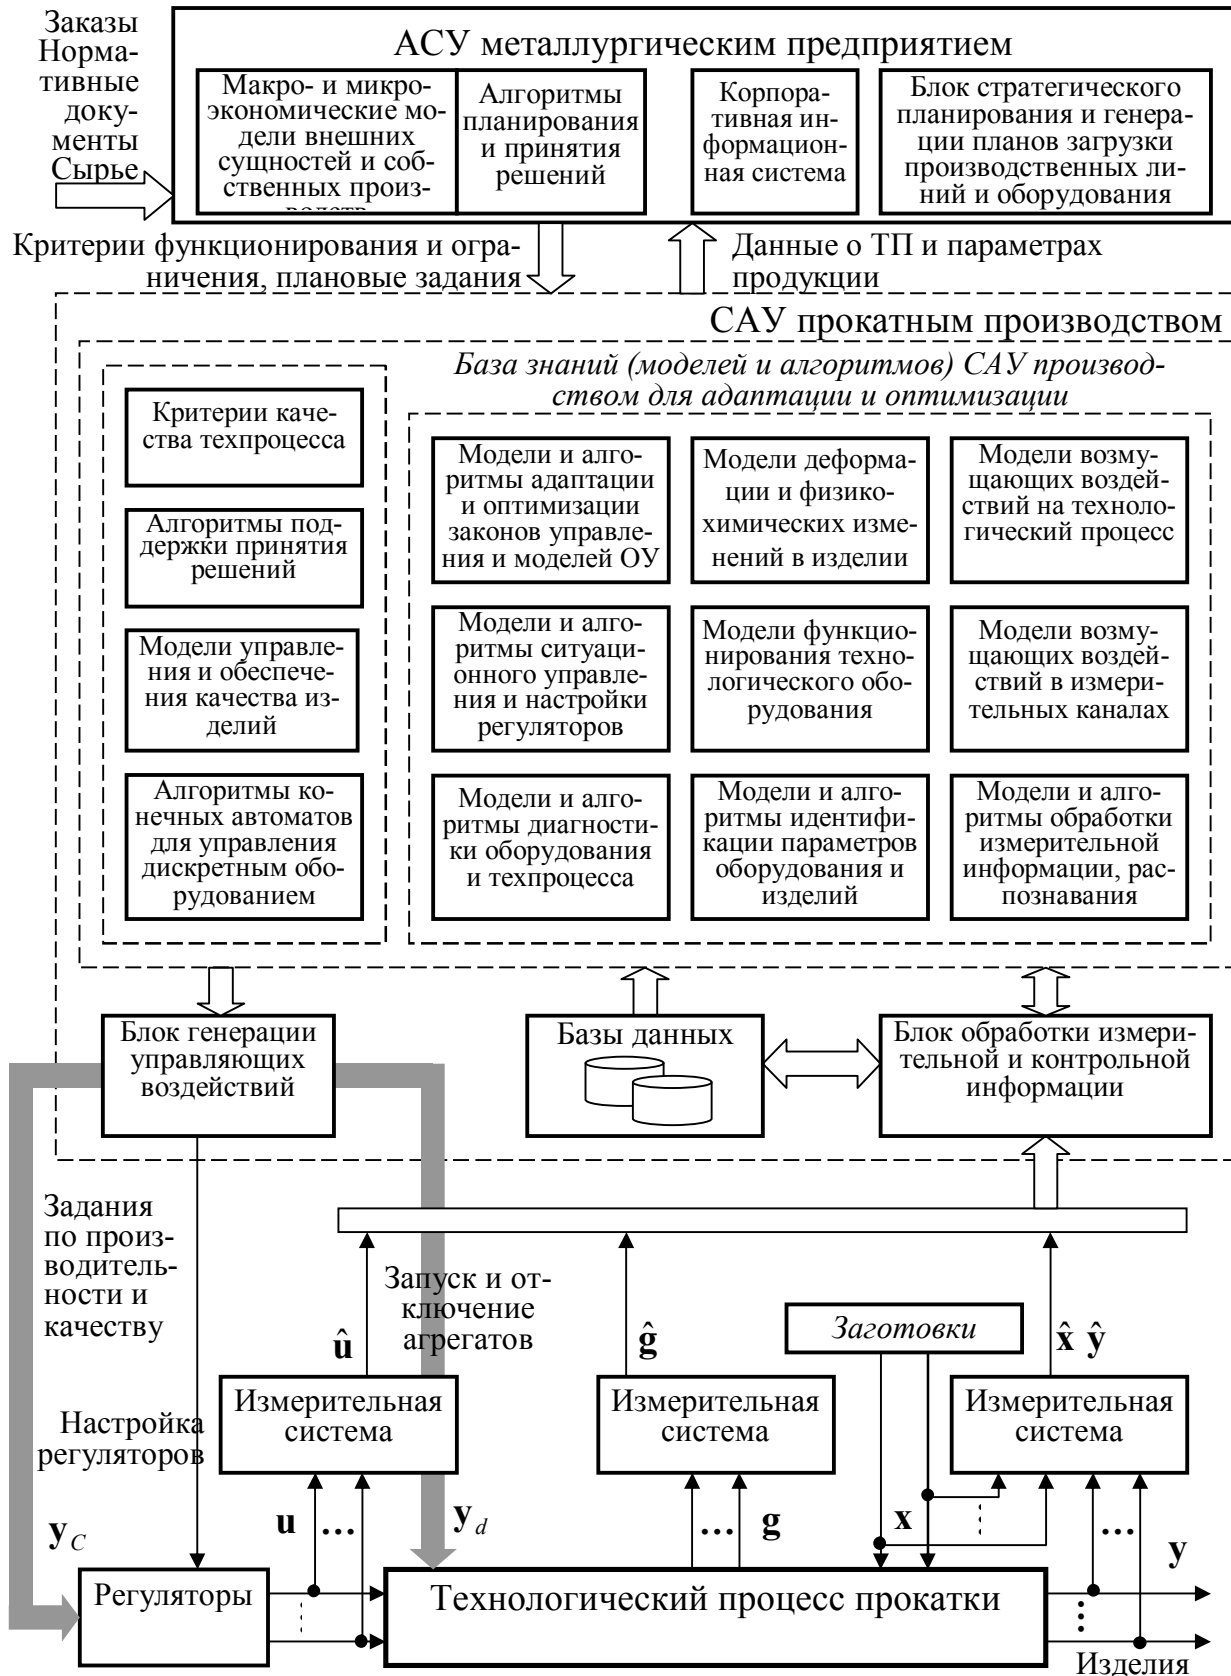 Заказы
Норма-
тивные
доку-
менты
Сырье
АСУ металлургическим предприятием
Макро- и микро-
экономические мо-
дели внешних
сущностей и соб-
ственных произ-
Алгоритмы
планирования
и принятия
решений
Корпора-
тивная ин-
формацион-
ная система
Блок стратегического
планирования и генера-
ции планов загрузки
производственных ли-
ний и оборудования
Критерии функционирования и огра-
ничения, плановые задания
Данные о ТП и параметрах
продукции
САУ прокатным производством
База знаний (моделей и алгоритмов) САУ производ-
ством для адаптации и оптимизации
Критерии каче-
ства техпроцесса
Алгоритмы под-
держки принятия
решений
Модели управле-
ния и обеспече-
ния качества из-
делий
Алгоритмы ко-
нечных автоматов
для управления
дискретным обо-
рудованием
Модели и алго-
ритмы адаптации
и оптимизации
законов управле-
ния и моделей ОУ
Модели деформа-
ции и физико-
химических изме-
нений в изделии
Модели возму-
щающих воздей-
ствий на техноло-
гический процесс
Модели и алго-
ритмы ситуаци-
онного управле-
ния и настройки
регуляторов
Модели функцио-
нирования техно-
логического обо-
рудования
Модели возму-
щающих воздей-
ствий в измери-
тельных каналах
Модели и алго-
ритмы диагности-
ки оборудования
и техпроцесса
Модели и алго-
ритмы идентифи-
кации параметров
оборудования и
изделий
Модели и алго-
ритмы обработки
измерительной
информации, рас-
познавания
Блок генерации
управляющих
воздействий
Базы данных
Блок обработки измери-
тельной и контрольной
информации
Задания
по произ-
водитель-
ности и
качеству
Запуск и от-
ключение
агрегатов
û
ĝ
Заготовки
x̂ ŷ
Измерительная
система
Измерительная
система
Измерительная
система
Настройка
регуляторов
y_C
u ...
y_d
... g
x
...
y
Регуляторы
Технологический процесс прокатки
Изделия